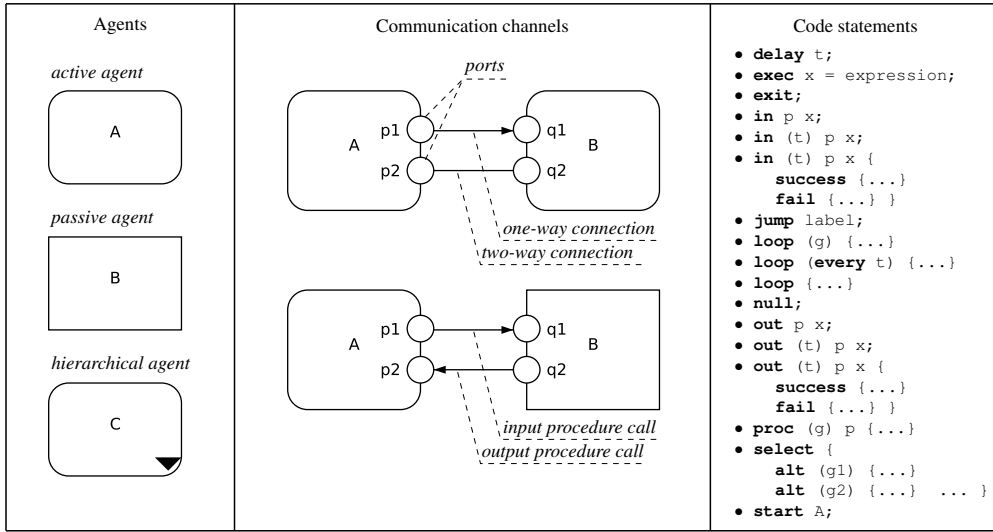 Agents
active agent
A
passive agent
B
hierarchical agent
C
Communication channels
ports
A
p1
p2
q1
q2
B
one-way connection
two-way connection
A
p1
p2
q1
q2
B
input procedure call
output procedure call
Code statements
• delay t;
• exec x = expression;
• exit;
• in p x;
• in (t) p x;
• in (t) p x {
success {...}
fail {...} }
• jump label;
• loop (g) {...}
• loop (every t) {...}
• loop {...}
• null;
• out p x;
• out (t) p x;
• out (t) p x {
success {...}
fail {...} }
• proc (g) p {...}
• select {
alt (g1) {...}
alt (g2) {...} ... }
• start A;